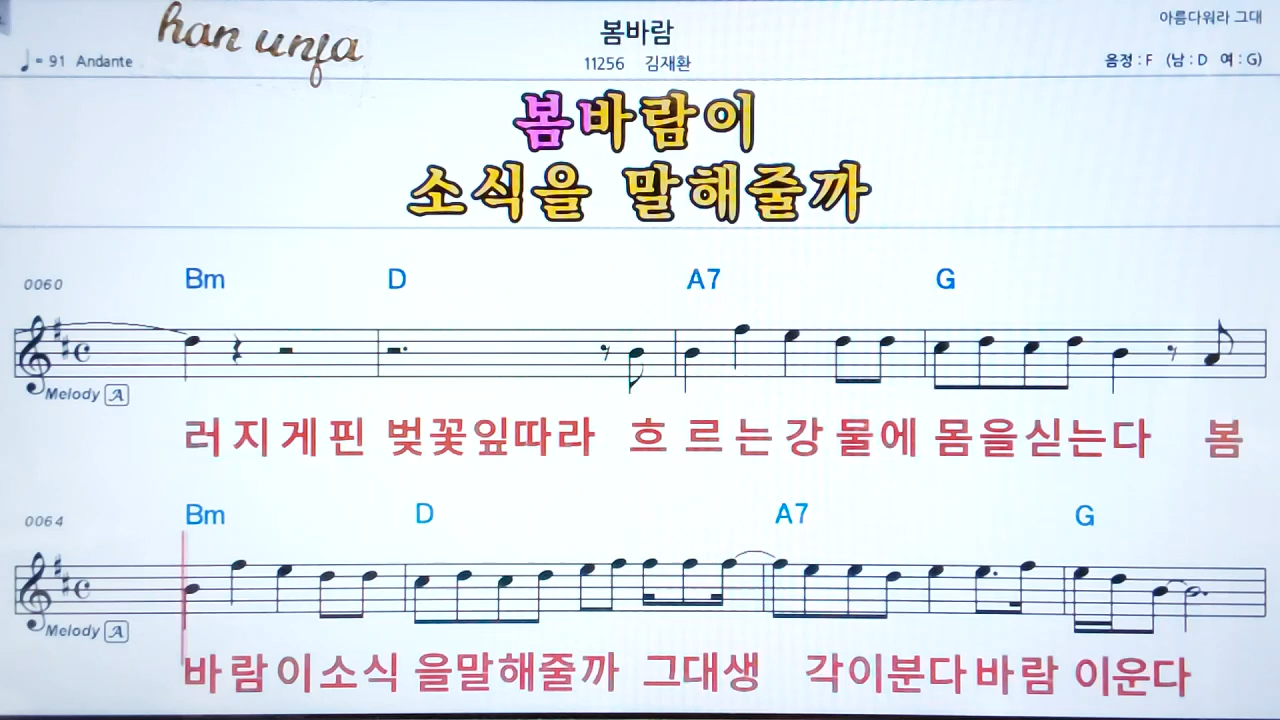 han unfa
봄바람
아름다워라 그대
♩= 91 Andante
11256 김재환
음정 : F (남 : D 여 : G)
봄바람이
소식을 말해줄까
0060 Bm D A7 G
Melody A
러지게핀 벚꽃잎따라 흐르는강물에 몸을싣는다 봄
0064 Bm D A7 G
Melody A
바람이소식을말해줄까 그대생각이분다바람이운다